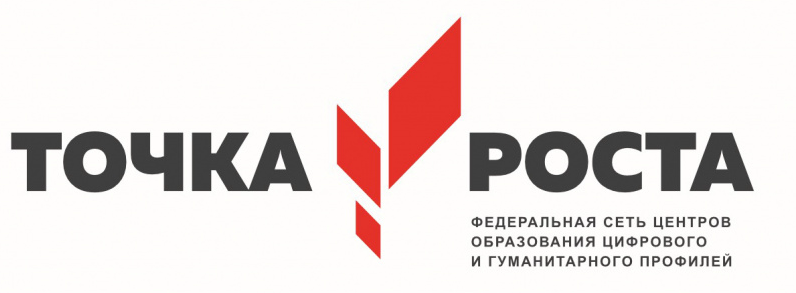 ТОЧКА РОСТА
ФЕДЕРАЛЬНАЯ СЕТЬ ЦЕНТРОВ
ОБРАЗОВАНИЯ ЦИФРОВОГО
И ГУМАНИТАРНОГО ПРОФИЛЕЙ